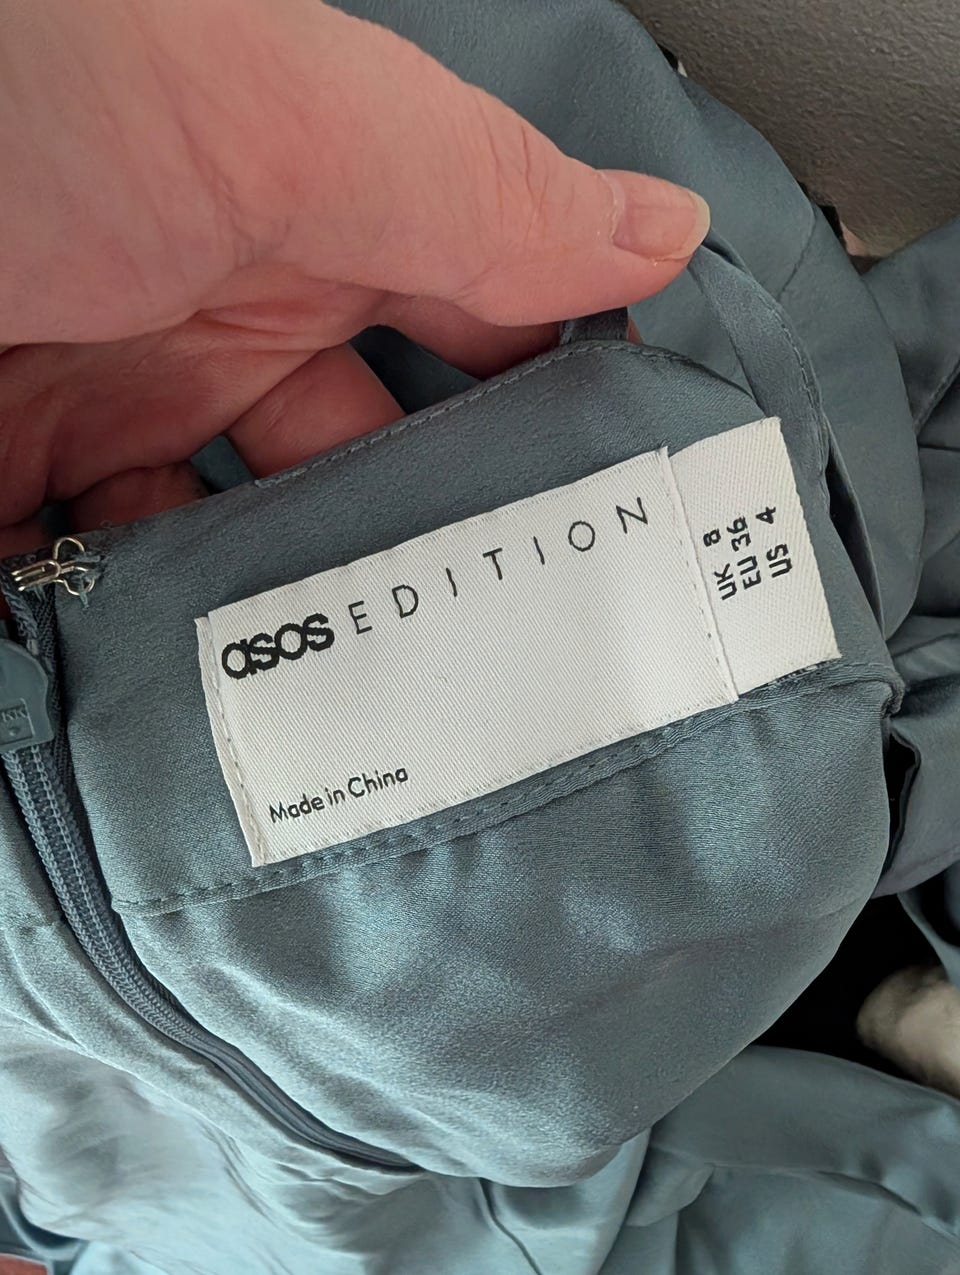 asos EDITION
Made in China
UK 8
EU 36
US 4